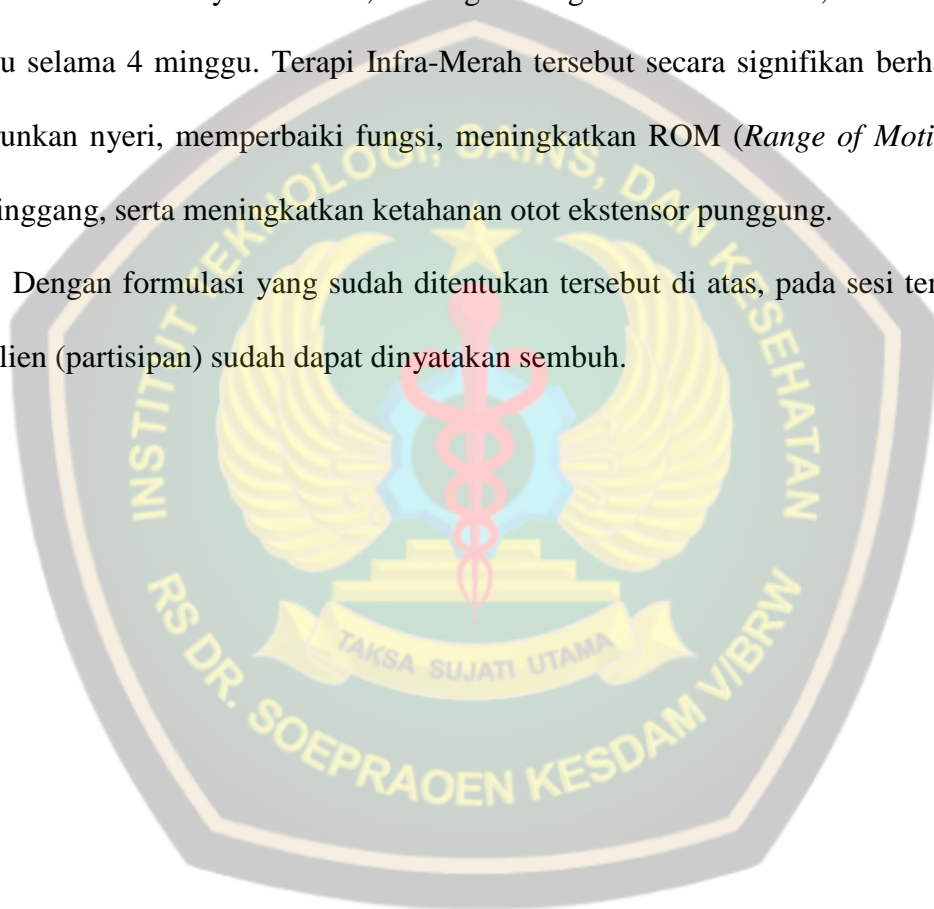 u selama 4 minggu. Terapi Infra-Merah tersebut secara signifikan berh
runkan nyeri, memperbaiki fungsi, meningkatkan ROM (Range of Moti
inggang, serta meningkatkan ketahanan otot ekstensor punggung.
Dengan formulasi yang sudah ditentukan tersebut di atas, pada sesi ter
lien (partisipan) sudah dapat dinyatakan sembuh.
INSTITUT TEKNOLOGI, SAINS, DAN KESEHATAN
TAKSA SUJATI UTAMA
RS DR. SOEPRAOEN KESDAM V/BRW